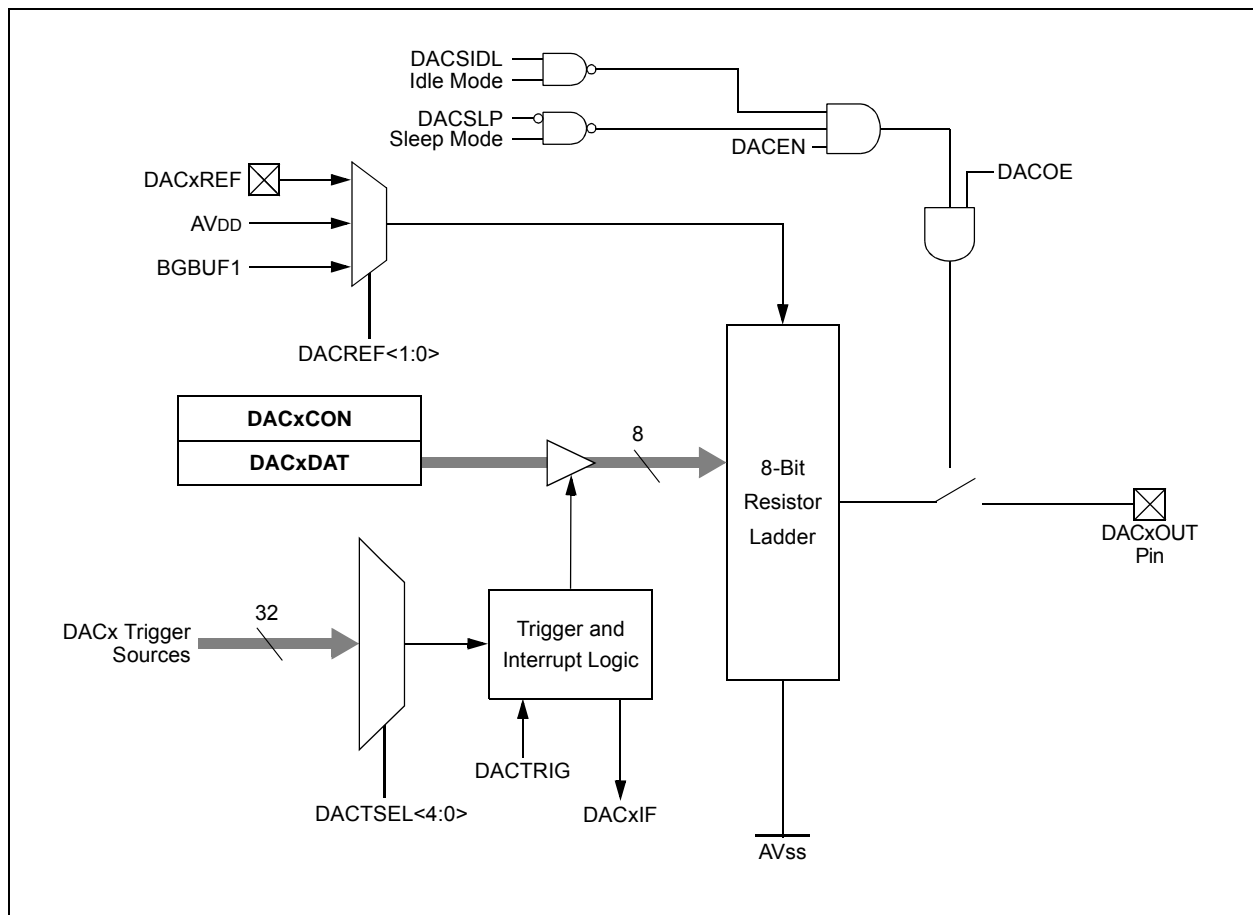 DACSIDL
Idle Mode
DACSLP
Sleep Mode
DACEN
DACOE
DACxREF
AVDD
BGBUF1
DACREF<1:0>
DACxCON
DACxDAT
8
8-Bit
Resistor
Ladder
DACxOUT
Pin
32
DACx Trigger
Sources
Trigger and
Interrupt Logic
DACTRIG
DACTSEL<4:0>
DACxIF
AVss